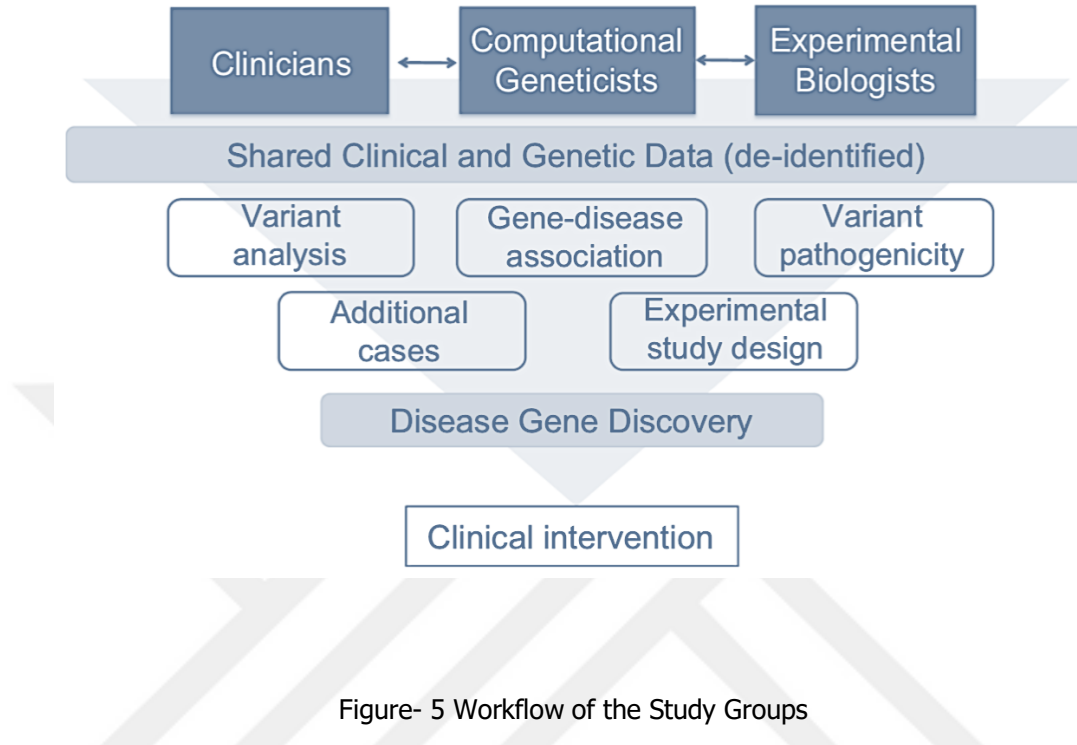 Clinicians
Computational
Geneticists
Experimental
Biologists
Shared Clinical and Genetic Data (de-identified)
Variant
analysis
Gene-disease
association
Variant
pathogenicity
Additional
cases
Experimental
study design
Disease Gene Discovery
Clinical intervention
Figure- 5 Workflow of the Study Groups